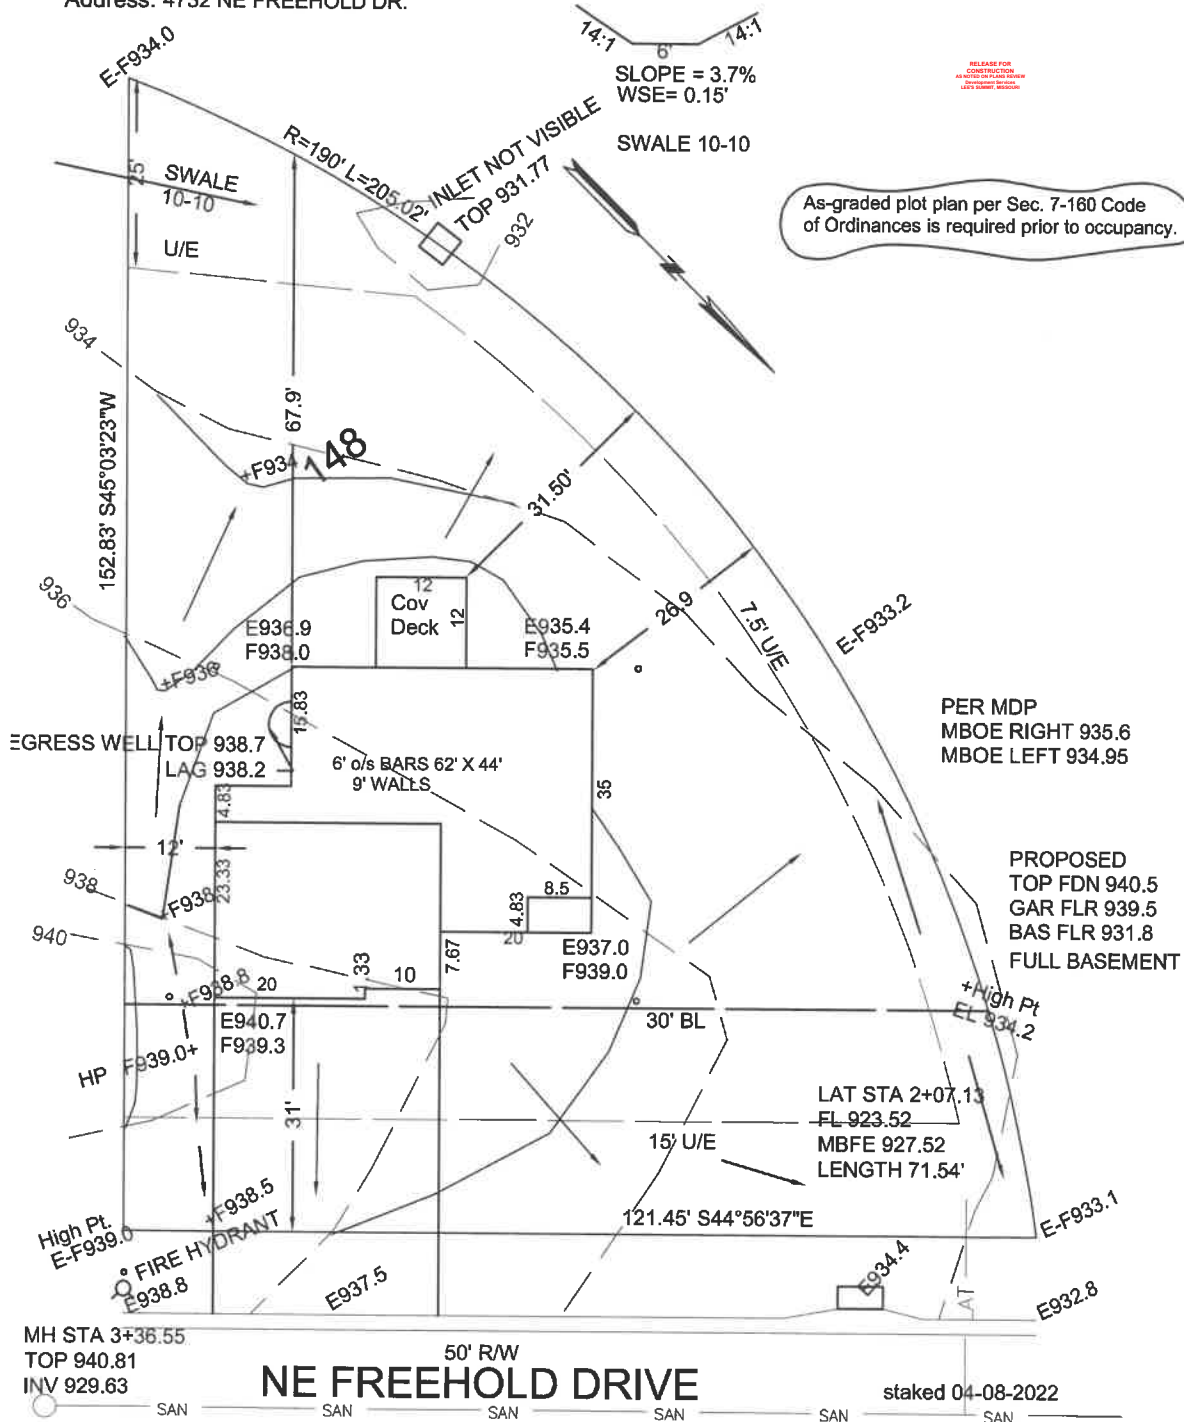 Address: 4732 NE FREEHOLD DR.
E-F934.0
14:1
6'
14:1
SLOPE = 3.7%
WSE= 0.15'
SWALE 10-10
RELEASE FOR
CONSTRUCTION
AS NOTED ON PLANS REVIEW
Development Services
LEE'S SUMMIT, MISSOURI
As-graded plot plan per Sec. 7-160 Code
of Ordinances is required prior to occupancy.
R=190' L=205.02'
INLET NOT VISIBLE
TOP 931.77
932
N
25'
SWALE
10-10
U/E
934
67.9'
148
+F934
152.83' S45°03'23"W
31.50'
26.9
7.5' U/E
E-F933.2
936
12
Cov
Deck
12
E936.9
F938.0
E935.4
F935.5
+F936
15.83
EGRESS WELL TOP 938.7
LAG 938.2
6' o/s BARS 62' X 44'
9' WALLS
35
PER MDP
MBOE RIGHT 935.6
MBOE LEFT 934.95
4.83
12'
938
+F938
23.33
8.5
4.83
20
PROPOSED
TOP FDN 940.5
GAR FLR 939.5
BAS FLR 931.8
FULL BASEMENT
940
E937.0
F939.0
7.67
+F938.8
20
1.33
10
+High Pt
EL 934.2
30' BL
E940.7
F939.3
HP
F939.0+
31'
LAT STA 2+07.13
FL 923.52
MBFE 927.52
LENGTH 71.54'
15' U/E
+F938.5
121.45' S44°56'37"E
High Pt.
E-F939.0
FIRE HYDRANT
E938.8
E937.5
E934.4
E-F933.1
E932.8
LAT
MH STA 3+36.55
TOP 940.81
INV 929.63
50' R/W
NE FREEHOLD DRIVE
staked 04-08-2022
SAN SAN SAN SAN SAN SAN